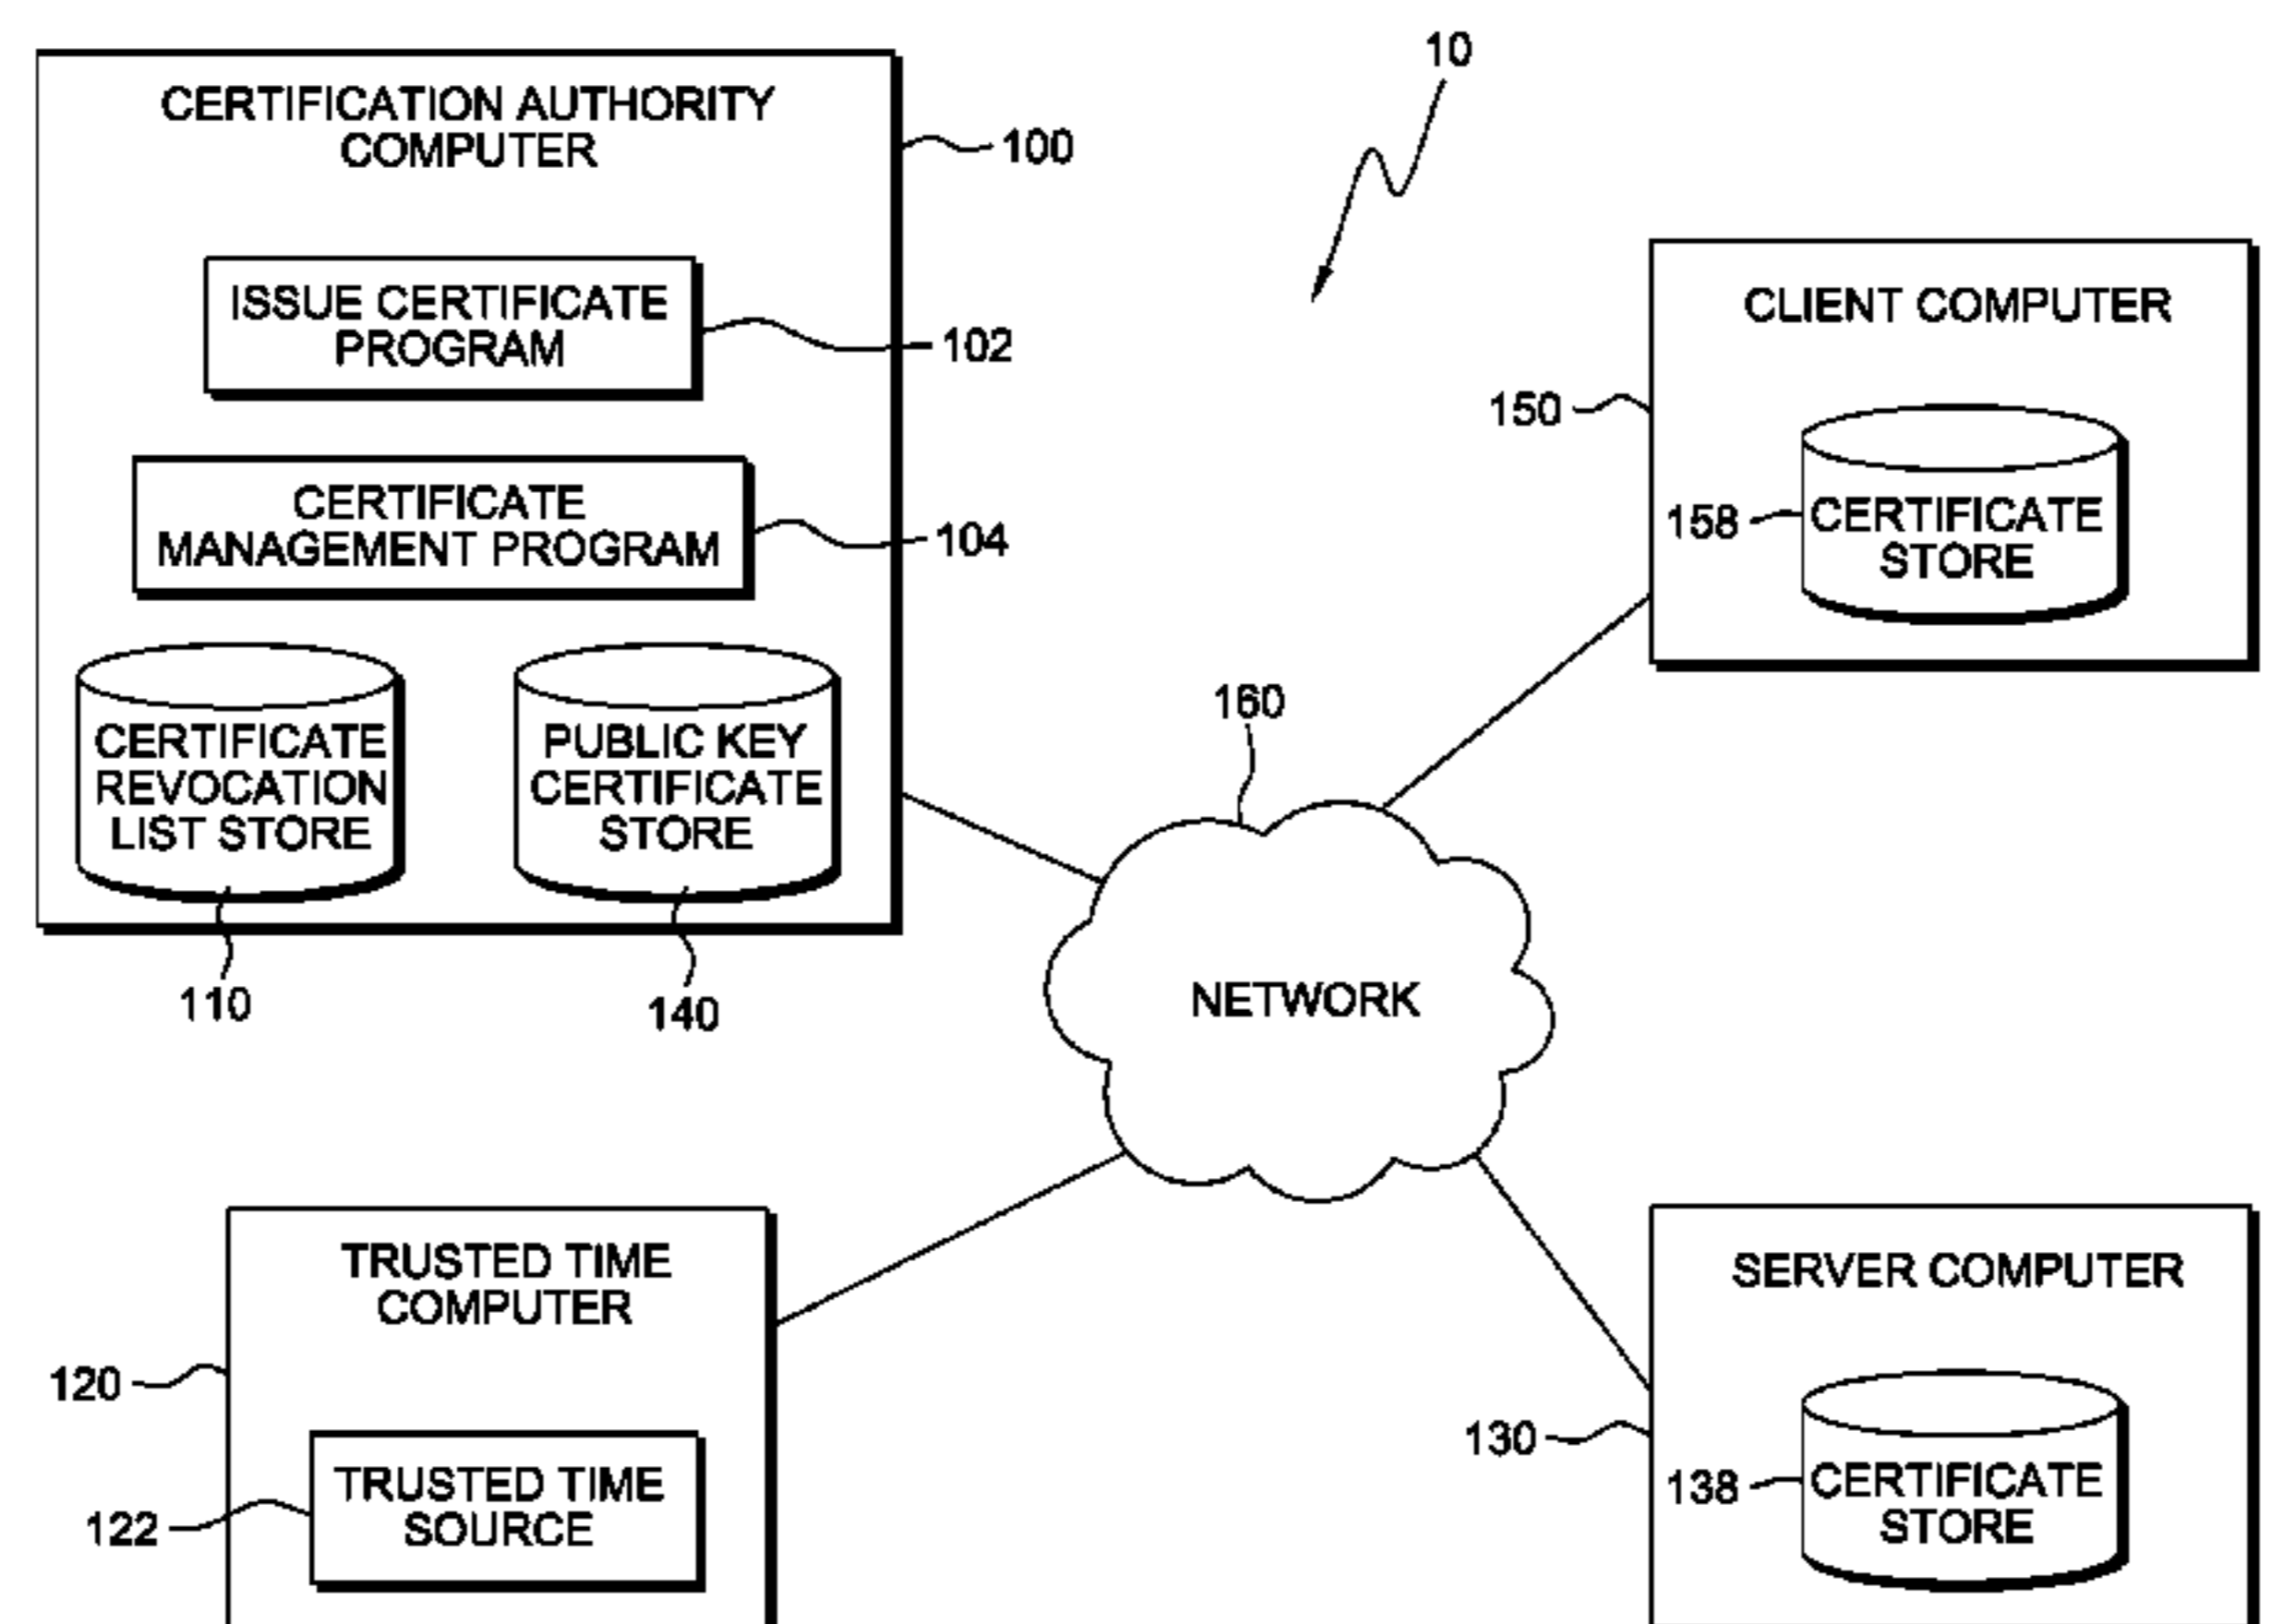 10
CERTIFICATION AUTHORITY
COMPUTER
100
ISSUE CERTIFICATE
PROGRAM
102
CERTIFICATE
MANAGEMENT PROGRAM
104
CERTIFICATE
REVOCATION
LIST STORE
110
PUBLIC KEY
CERTIFICATE
STORE
140
CLIENT COMPUTER
150
158
CERTIFICATE
STORE
160
NETWORK
TRUSTED TIME
COMPUTER
120
TRUSTED TIME
SOURCE
122
SERVER COMPUTER
130
138
CERTIFICATE
STORE